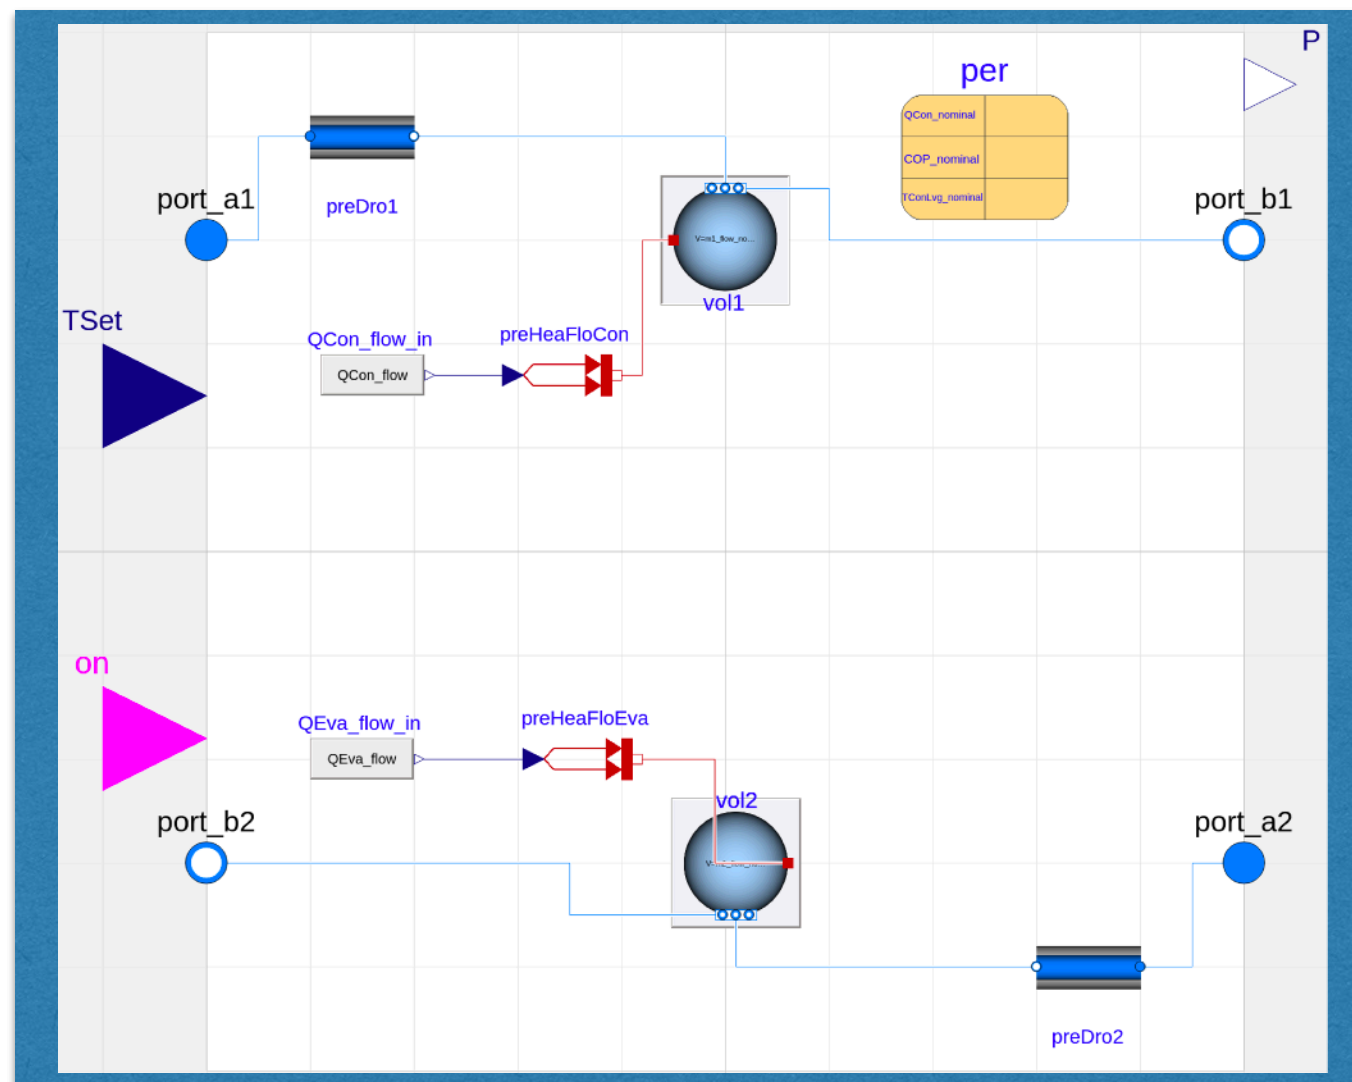 P
per
QCon_nominal
COP_nominal
TConLvg_nominal
port_a1
preDro1
port_b1
V=m1_flow_no...
vol1
TSet
QCon_flow_in
preHeaFloCon
QCon_flow
on
QEva_flow_in
preHeaFloEva
QEva_flow
vol2
port_b2
port_a2
preDro2